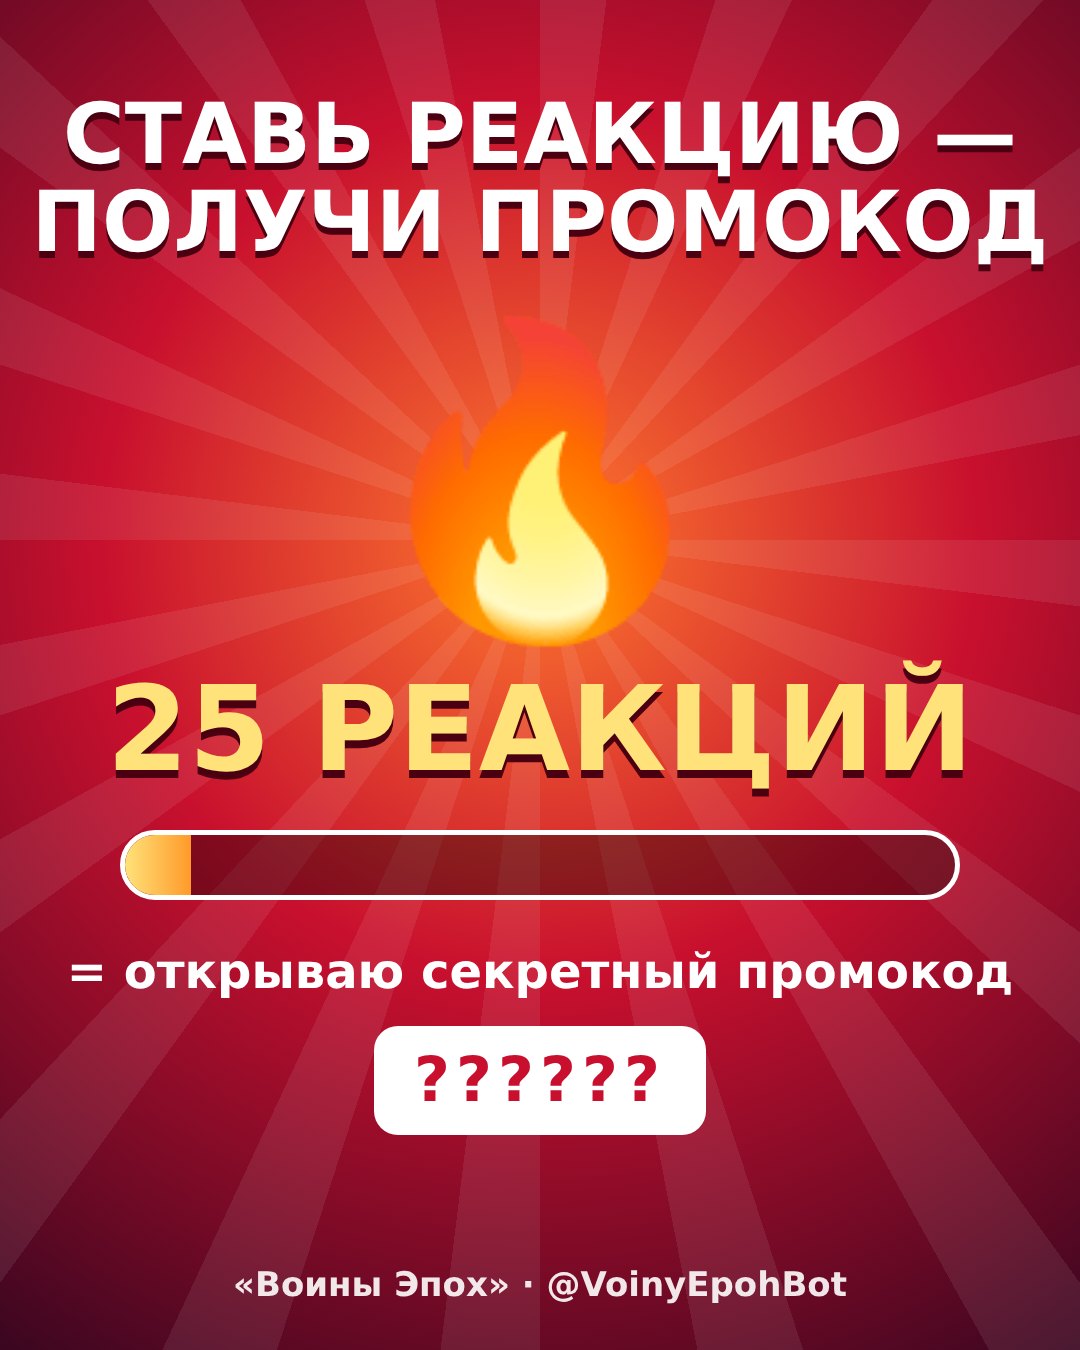 СТАВЬ РЕАКЦИЮ —
ПОЛУЧИ ПРОМОКОД
25 РЕАКЦИЙ
= открываю секретный промокод
??????
«Воины Эпох» · @VoinyEpohBot